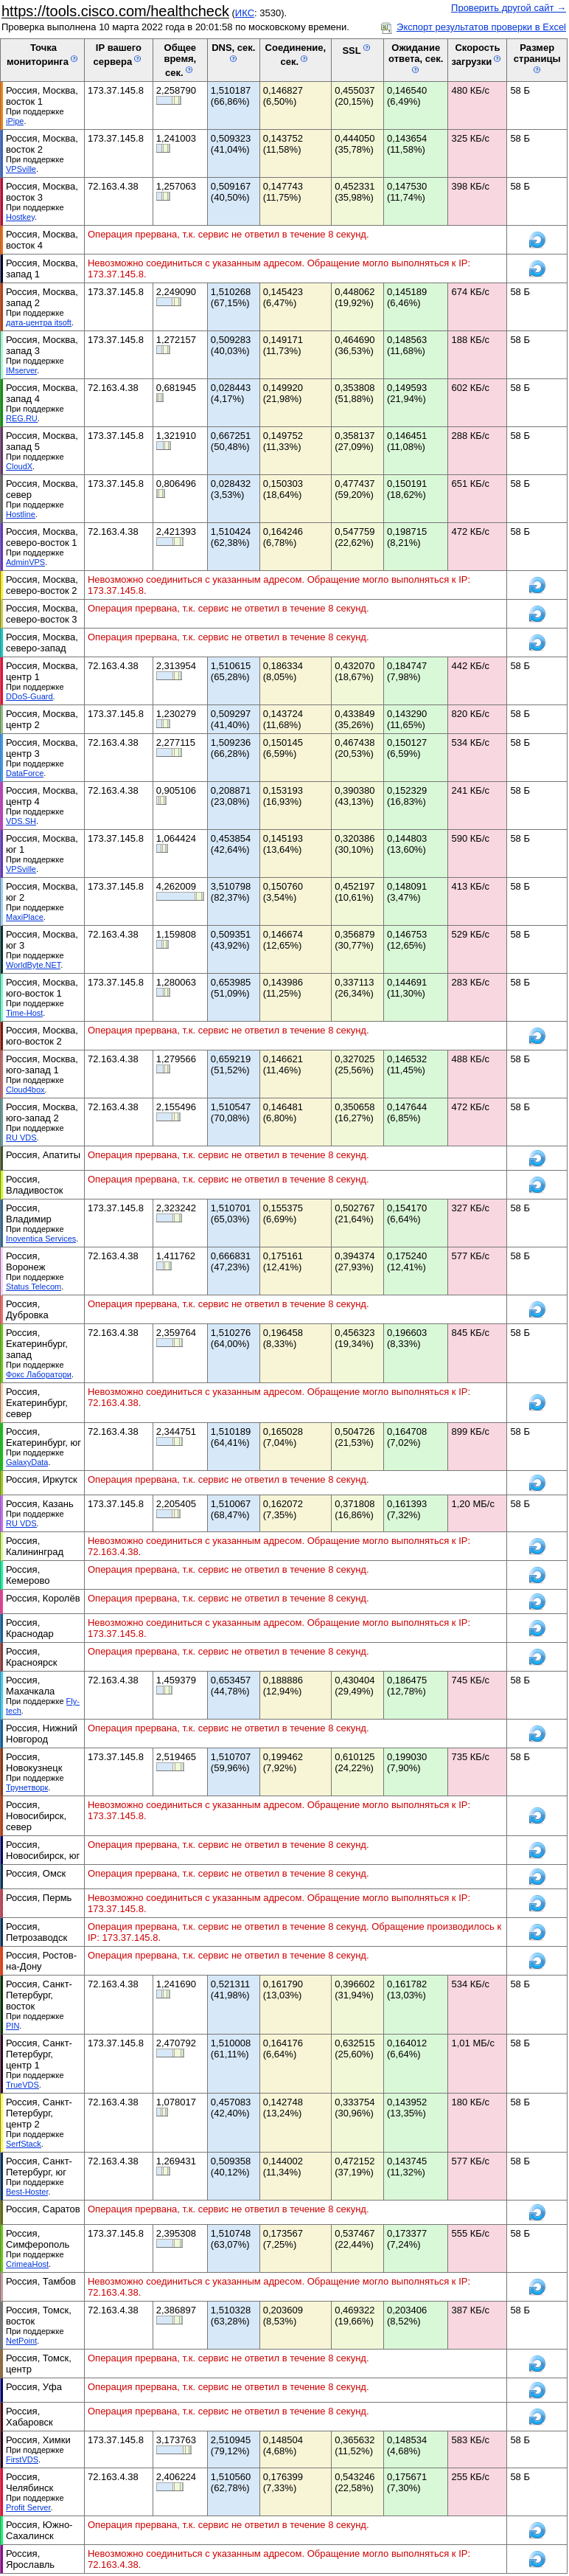 https://tools.cisco.com/healthcheck (ИКС: 3530).
Проверить другой сайт →
Проверка выполнена 10 марта 2022 года в 20:01:58 по московскому времени.
Экспорт результатов проверки в Excel
Точка мониторинга IP вашего сервера Общее время, сек. DNS, сек. Соединение, сек. SSL Ожидание ответа, сек. Скорость загрузки Размер страницы
Россия, Москва, восток 1 При поддержке iPipe. 173.37.145.8 2,258790 1,510187 (66,86%) 0,146827 (6,50%) 0,455037 (20,15%) 0,146540 (6,49%) 480 КБ/с 58 Б
Россия, Москва, восток 2 При поддержке VPSville. 173.37.145.8 1,241003 0,509323 (41,04%) 0,143752 (11,58%) 0,444050 (35,78%) 0,143654 (11,58%) 325 КБ/с 58 Б
Россия, Москва, восток 3 При поддержке Hostkey. 72.163.4.38 1,257063 0,509167 (40,50%) 0,147743 (11,75%) 0,452331 (35,98%) 0,147530 (11,74%) 398 КБ/с 58 Б
Россия, Москва, восток 4 Операция прервана, т.к. сервис не ответил в течение 8 секунд.
Россия, Москва, запад 1 Невозможно соединиться с указанным адресом. Обращение могло выполняться к IP: 173.37.145.8.
Россия, Москва, запад 2 При поддержке дата-центра itsoft. 173.37.145.8 2,249090 1,510268 (67,15%) 0,145423 (6,47%) 0,448062 (19,92%) 0,145189 (6,46%) 674 КБ/с 58 Б
Россия, Москва, запад 3 При поддержке IMserver. 173.37.145.8 1,272157 0,509283 (40,03%) 0,149171 (11,73%) 0,464690 (36,53%) 0,148563 (11,68%) 188 КБ/с 58 Б
Россия, Москва, запад 4 При поддержке REG.RU. 72.163.4.38 0,681945 0,028443 (4,17%) 0,149920 (21,98%) 0,353808 (51,88%) 0,149593 (21,94%) 602 КБ/с 58 Б
Россия, Москва, запад 5 При поддержке CloudX. 173.37.145.8 1,321910 0,667251 (50,48%) 0,149752 (11,33%) 0,358137 (27,09%) 0,146451 (11,08%) 288 КБ/с 58 Б
Россия, Москва, север При поддержке Hostline. 173.37.145.8 0,806496 0,028432 (3,53%) 0,150303 (18,64%) 0,477437 (59,20%) 0,150191 (18,62%) 651 КБ/с 58 Б
Россия, Москва, северо-восток 1 При поддержке AdminVPS. 72.163.4.38 2,421393 1,510424 (62,38%) 0,164246 (6,78%) 0,547759 (22,62%) 0,198715 (8,21%) 472 КБ/с 58 Б
Россия, Москва, северо-восток 2 Невозможно соединиться с указанным адресом. Обращение могло выполняться к IP: 173.37.145.8.
Россия, Москва, северо-восток 3 Операция прервана, т.к. сервис не ответил в течение 8 секунд.
Россия, Москва, северо-запад Операция прервана, т.к. сервис не ответил в течение 8 секунд.
Россия, Москва, центр 1 При поддержке DDoS-Guard. 72.163.4.38 2,313954 1,510615 (65,28%) 0,186334 (8,05%) 0,432070 (18,67%) 0,184747 (7,98%) 442 КБ/с 58 Б
Россия, Москва, центр 2 173.37.145.8 1,230279 0,509297 (41,40%) 0,143724 (11,68%) 0,433849 (35,26%) 0,143290 (11,65%) 820 КБ/с 58 Б
Россия, Москва, центр 3 При поддержке DataForce. 72.163.4.38 2,277115 1,509236 (66,28%) 0,150145 (6,59%) 0,467438 (20,53%) 0,150127 (6,59%) 534 КБ/с 58 Б
Россия, Москва, центр 4 При поддержке VDS.SH. 72.163.4.38 0,905106 0,208871 (23,08%) 0,153193 (16,93%) 0,390380 (43,13%) 0,152329 (16,83%) 241 КБ/с 58 Б
Россия, Москва, юг 1 При поддержке VPSville. 173.37.145.8 1,064424 0,453854 (42,64%) 0,145193 (13,64%) 0,320386 (30,10%) 0,144803 (13,60%) 590 КБ/с 58 Б
Россия, Москва, юг 2 При поддержке MaxiPlace. 173.37.145.8 4,262009 3,510798 (82,37%) 0,150760 (3,54%) 0,452197 (10,61%) 0,148091 (3,47%) 413 КБ/с 58 Б
Россия, Москва, юг 3 При поддержке WorldByte.NET. 72.163.4.38 1,159808 0,509351 (43,92%) 0,146674 (12,65%) 0,356879 (30,77%) 0,146753 (12,65%) 529 КБ/с 58 Б
Россия, Москва, юго-восток 1 При поддержке Time-Host. 173.37.145.8 1,280063 0,653985 (51,09%) 0,143986 (11,25%) 0,337113 (26,34%) 0,144691 (11,30%) 283 КБ/с 58 Б
Россия, Москва, юго-восток 2 Операция прервана, т.к. сервис не ответил в течение 8 секунд.
Россия, Москва, юго-запад 1 При поддержке Cloud4box. 72.163.4.38 1,279566 0,659219 (51,52%) 0,146621 (11,46%) 0,327025 (25,56%) 0,146532 (11,45%) 488 КБ/с 58 Б
Россия, Москва, юго-запад 2 При поддержке RU VDS. 72.163.4.38 2,155496 1,510547 (70,08%) 0,146481 (6,80%) 0,350658 (16,27%) 0,147644 (6,85%) 472 КБ/с 58 Б
Россия, Апатиты Операция прервана, т.к. сервис не ответил в течение 8 секунд.
Россия, Владивосток Операция прервана, т.к. сервис не ответил в течение 8 секунд.
Россия, Владимир При поддержке Inoventica Services. 173.37.145.8 2,323242 1,510701 (65,03%) 0,155375 (6,69%) 0,502767 (21,64%) 0,154170 (6,64%) 327 КБ/с 58 Б
Россия, Воронеж При поддержке Status Telecom. 72.163.4.38 1,411762 0,666831 (47,23%) 0,175161 (12,41%) 0,394374 (27,93%) 0,175240 (12,41%) 577 КБ/с 58 Б
Россия, Дубровка Операция прервана, т.к. сервис не ответил в течение 8 секунд.
Россия, Екатеринбург, запад При поддержке Фокс Лаборатори. 72.163.4.38 2,359764 1,510276 (64,00%) 0,196458 (8,33%) 0,456323 (19,34%) 0,196603 (8,33%) 845 КБ/с 58 Б
Россия, Екатеринбург, север Невозможно соединиться с указанным адресом. Обращение могло выполняться к IP: 72.163.4.38.
Россия, Екатеринбург, юг При поддержке GalaxyData. 72.163.4.38 2,344751 1,510189 (64,41%) 0,165028 (7,04%) 0,504726 (21,53%) 0,164708 (7,02%) 899 КБ/с 58 Б
Россия, Иркутск Операция прервана, т.к. сервис не ответил в течение 8 секунд.
Россия, Казань При поддержке RU VDS. 173.37.145.8 2,205405 1,510067 (68,47%) 0,162072 (7,35%) 0,371808 (16,86%) 0,161393 (7,32%) 1,20 МБ/с 58 Б
Россия, Калининград Невозможно соединиться с указанным адресом. Обращение могло выполняться к IP: 72.163.4.38.
Россия, Кемерово Операция прервана, т.к. сервис не ответил в течение 8 секунд.
Россия, Королёв Операция прервана, т.к. сервис не ответил в течение 8 секунд.
Россия, Краснодар Невозможно соединиться с указанным адресом. Обращение могло выполняться к IP: 173.37.145.8.
Россия, Красноярск Операция прервана, т.к. сервис не ответил в течение 8 секунд.
Россия, Махачкала При поддержке Fly-tech. 72.163.4.38 1,459379 0,653457 (44,78%) 0,188886 (12,94%) 0,430404 (29,49%) 0,186475 (12,78%) 745 КБ/с 58 Б
Россия, Нижний Новгород Операция прервана, т.к. сервис не ответил в течение 8 секунд.
Россия, Новокузнецк При поддержке Трунетворк. 173.37.145.8 2,519465 1,510707 (59,96%) 0,199462 (7,92%) 0,610125 (24,22%) 0,199030 (7,90%) 735 КБ/с 58 Б
Россия, Новосибирск, север Невозможно соединиться с указанным адресом. Обращение могло выполняться к IP: 173.37.145.8.
Россия, Новосибирск, юг Операция прервана, т.к. сервис не ответил в течение 8 секунд.
Россия, Омск Операция прервана, т.к. сервис не ответил в течение 8 секунд.
Россия, Пермь Невозможно соединиться с указанным адресом. Обращение могло выполняться к IP: 173.37.145.8.
Россия, Петрозаводск Операция прервана, т.к. сервис не ответил в течение 8 секунд. Обращение производилось к IP: 173.37.145.8.
Россия, Ростов-на-Дону Операция прервана, т.к. сервис не ответил в течение 8 секунд.
Россия, Санкт-Петербург, восток При поддержке PIN. 72.163.4.38 1,241690 0,521311 (41,98%) 0,161790 (13,03%) 0,396602 (31,94%) 0,161782 (13,03%) 534 КБ/с 58 Б
Россия, Санкт-Петербург, центр 1 При поддержке TrueVDS. 173.37.145.8 2,470792 1,510008 (61,11%) 0,164176 (6,64%) 0,632515 (25,60%) 0,164012 (6,64%) 1,01 МБ/с 58 Б
Россия, Санкт-Петербург, центр 2 При поддержке SerfStack. 72.163.4.38 1,078017 0,457083 (42,40%) 0,142748 (13,24%) 0,333754 (30,96%) 0,143952 (13,35%) 180 КБ/с 58 Б
Россия, Санкт-Петербург, юг При поддержке Best-Hoster. 72.163.4.38 1,269431 0,509358 (40,12%) 0,144002 (11,34%) 0,472152 (37,19%) 0,143745 (11,32%) 577 КБ/с 58 Б
Россия, Саратов Операция прервана, т.к. сервис не ответил в течение 8 секунд.
Россия, Симферополь При поддержке CrimeaHost. 173.37.145.8 2,395308 1,510748 (63,07%) 0,173567 (7,25%) 0,537467 (22,44%) 0,173377 (7,24%) 555 КБ/с 58 Б
Россия, Тамбов Невозможно соединиться с указанным адресом. Обращение могло выполняться к IP: 72.163.4.38.
Россия, Томск, восток При поддержке NetPoint. 72.163.4.38 2,386897 1,510328 (63,28%) 0,203609 (8,53%) 0,469322 (19,66%) 0,203406 (8,52%) 387 КБ/с 58 Б
Россия, Томск, центр Операция прервана, т.к. сервис не ответил в течение 8 секунд.
Россия, Уфа Операция прервана, т.к. сервис не ответил в течение 8 секунд.
Россия, Хабаровск Операция прервана, т.к. сервис не ответил в течение 8 секунд.
Россия, Химки При поддержке FirstVDS. 173.37.145.8 3,173763 2,510945 (79,12%) 0,148504 (4,68%) 0,365632 (11,52%) 0,148534 (4,68%) 583 КБ/с 58 Б
Россия, Челябинск При поддержке Profit Server. 72.163.4.38 2,406224 1,510560 (62,78%) 0,176399 (7,33%) 0,543246 (22,58%) 0,175671 (7,30%) 255 КБ/с 58 Б
Россия, Южно-Сахалинск Операция прервана, т.к. сервис не ответил в течение 8 секунд.
Россия, Ярославль Невозможно соединиться с указанным адресом. Обращение могло выполняться к IP: 72.163.4.38.